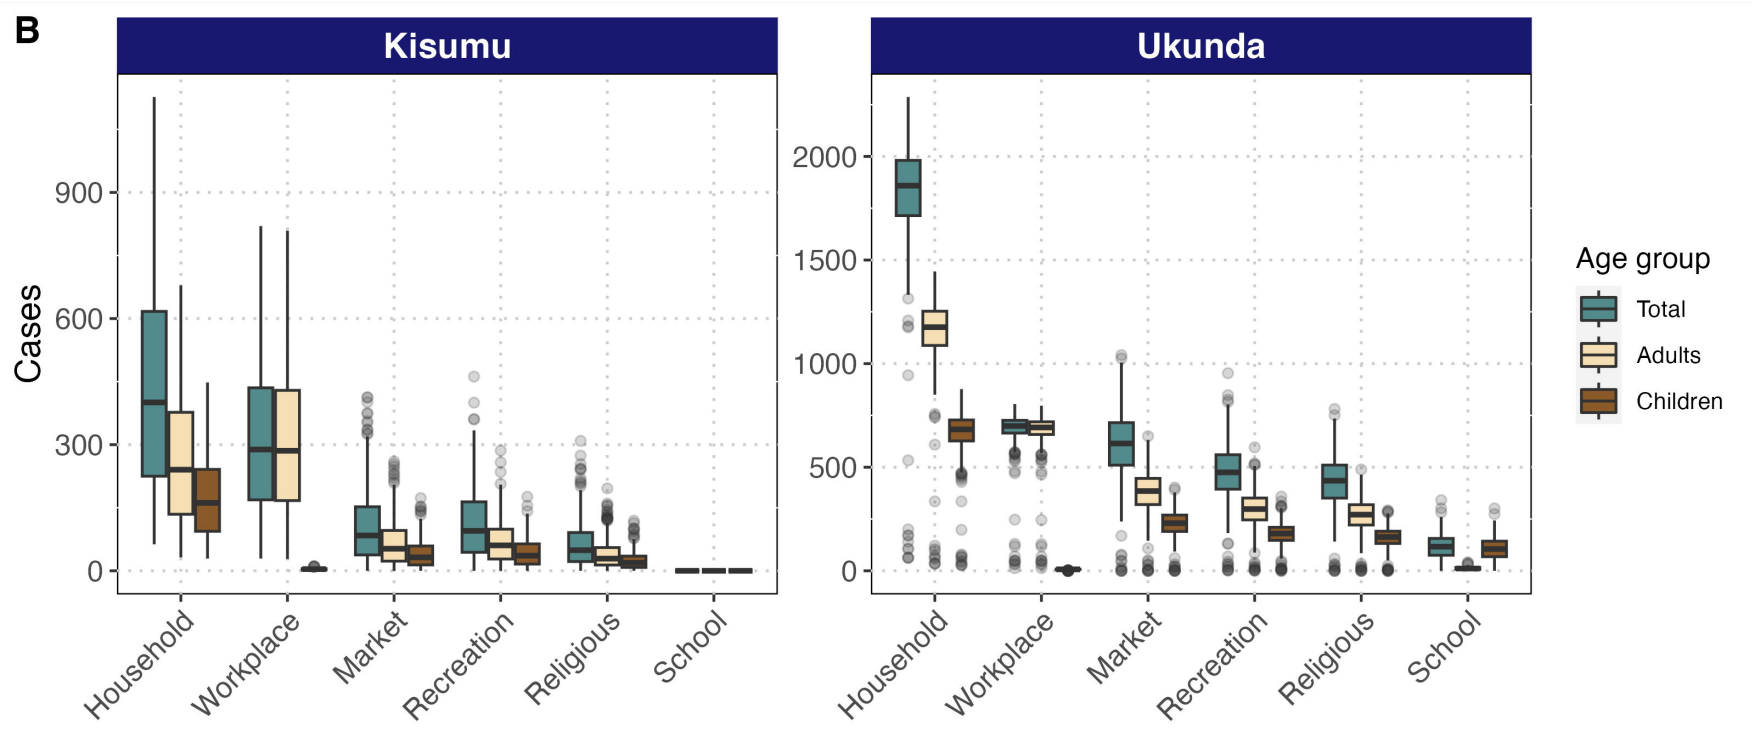 B
Kisumu
Ukunda
Cases
900
600
300
0
2000
1500
1000
500
0
Household
Workplace
Market
Recreation
Religious
School
Household
Workplace
Market
Recreation
Religious
School
Age group
Total
Adults
Children